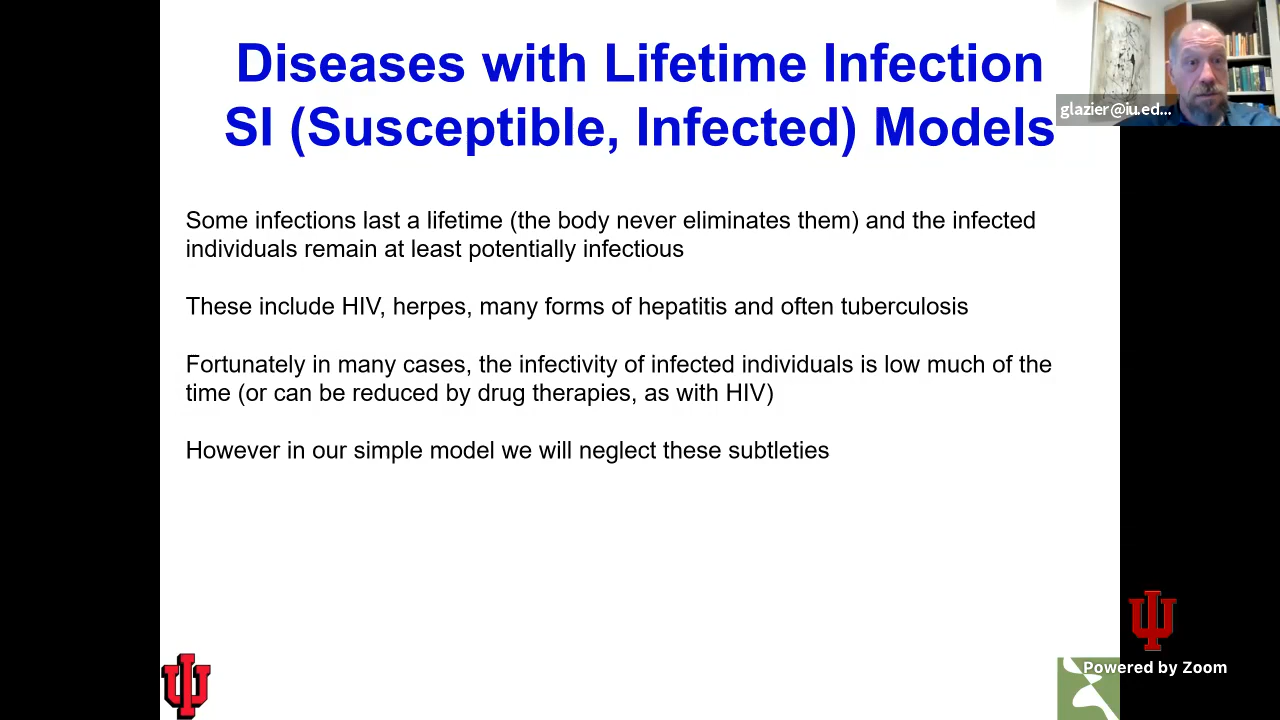 Diseases with Lifetime Infection
SI (Susceptible, Infected) Models
glazier@iu.ed...
Some infections last a lifetime (the body never eliminates them) and the infected
individuals remain at least potentially infectious
These include HIV, herpes, many forms of hepatitis and often tuberculosis
Fortunately in many cases, the infectivity of infected individuals is low much of the
time (or can be reduced by drug therapies, as with HIV)
However in our simple model we will neglect these subtleties
Powered by Zoom